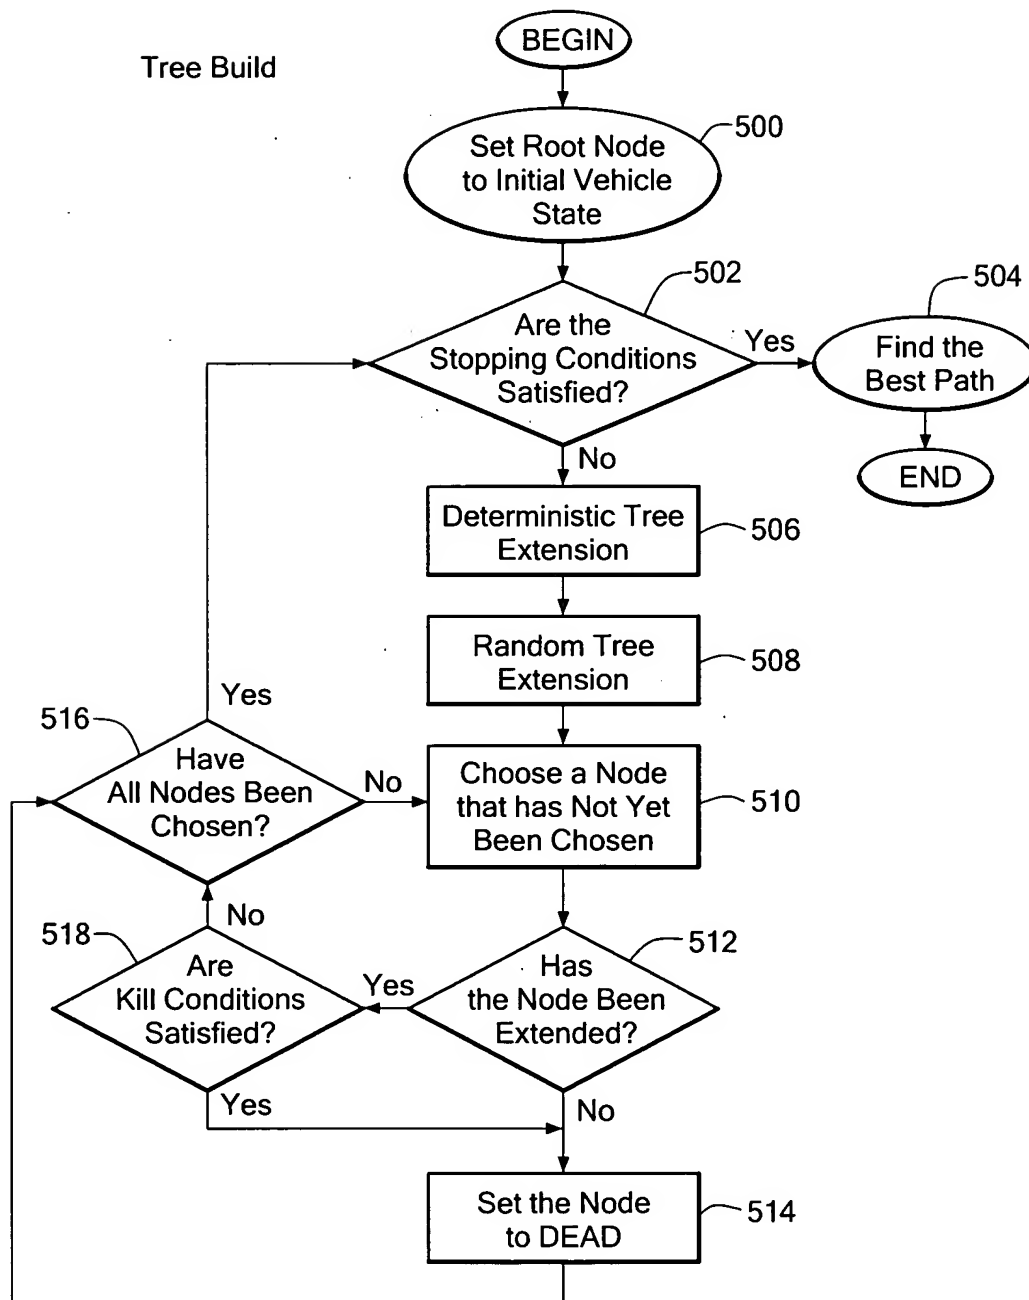 BEGIN
Tree Build
500
Set Root Node
to Initial Vehicle
State
502
504
Are the
Stopping Conditions
Satisfied?
Yes
Find the
Best Path
No
END
Deterministic Tree
Extension
506
Random Tree
Extension
508
Yes
516
Have
All Nodes Been
Chosen?
No
Choose a Node
that has Not Yet
Been Chosen
510
No
518
Are
Kill Conditions
Satisfied?
Yes
512
Has
the Node Been
Extended?
Yes
No
Set the Node
to DEAD
514